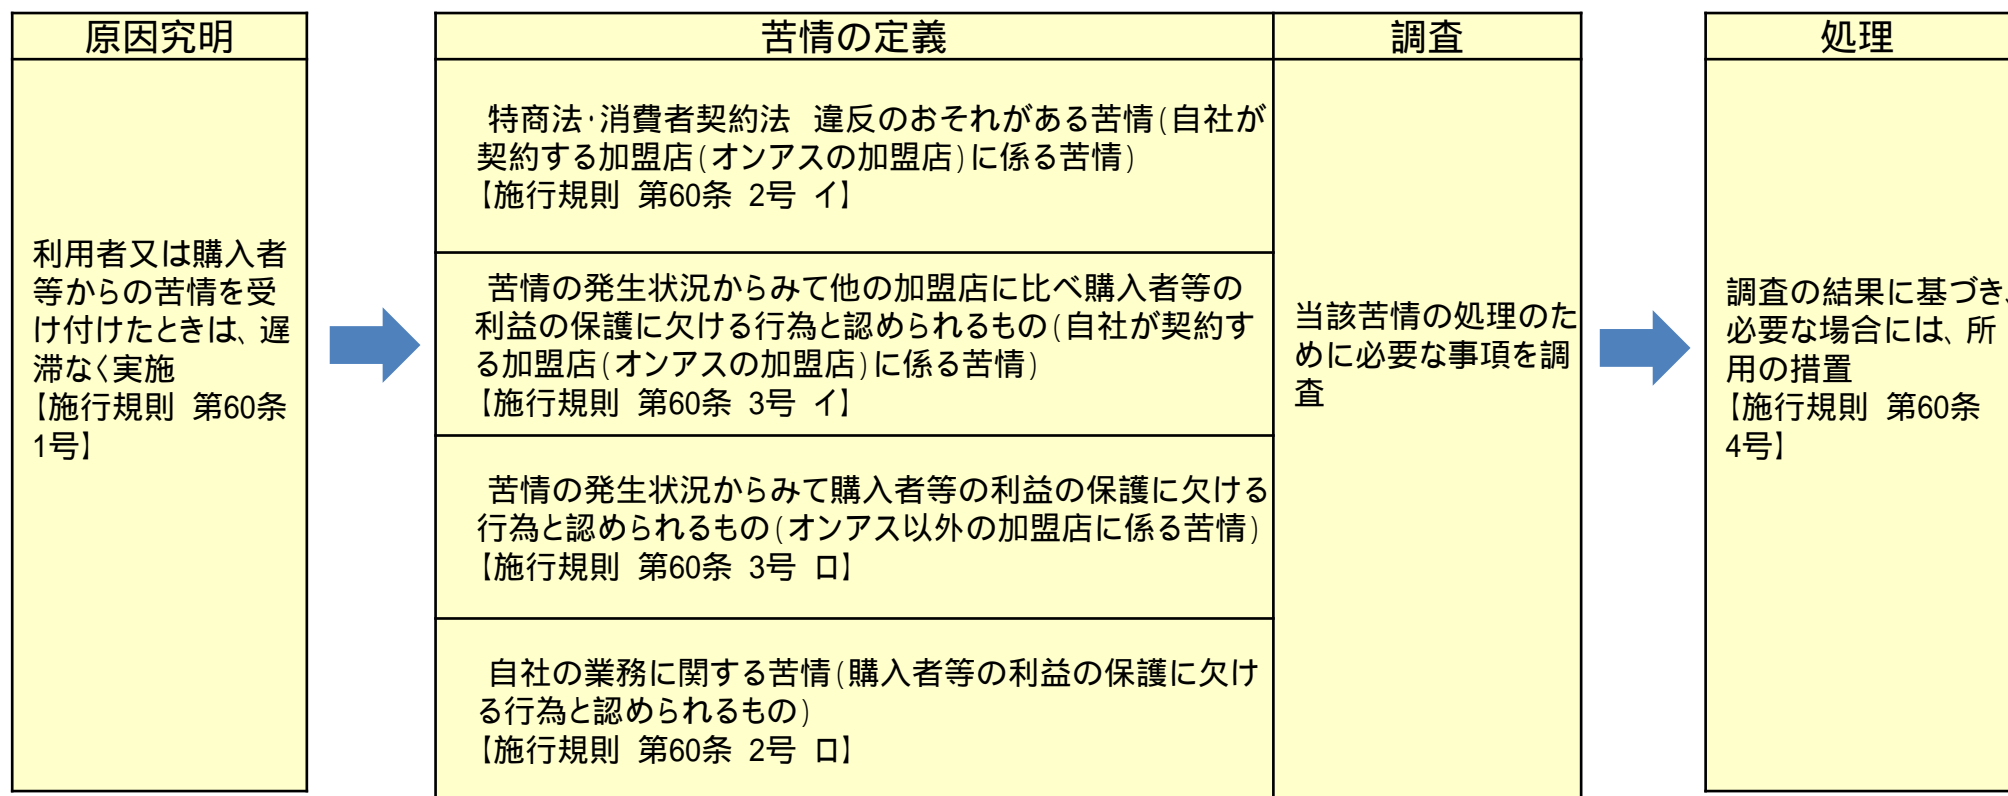 原因究明
利用者又は購入者
等からの苦情を受
け付けたときは、遅
滞なく実施
【施行規則 第60条
1号】
苦情の定義
特商法・消費者契約法 違反のおそれがある苦情(自社が
契約する加盟店(オンアスの加盟店)に係る苦情)
【施行規則 第60条 2号 イ】
苦情の発生状況からみて他の加盟店に比べ購入者等の
利益の保護に欠ける行為と認められるもの(自社が契約す
る加盟店(オンアスの加盟店)に係る苦情)
【施行規則 第60条 3号 イ】
苦情の発生状況からみて購入者等の利益の保護に欠ける
行為と認められるもの(オンアス以外の加盟店に係る苦情)
【施行規則 第60条 3号 ロ】
自社の業務に関する苦情(購入者等の利益の保護に欠け
る行為と認められるもの)
【施行規則 第60条 2号 ロ】
調査
当該苦情の処理のた
めに必要な事項を調
査
処理
調査の結果に基づき、
必要な場合には、所
用の措置
【施行規則 第60条
4号】